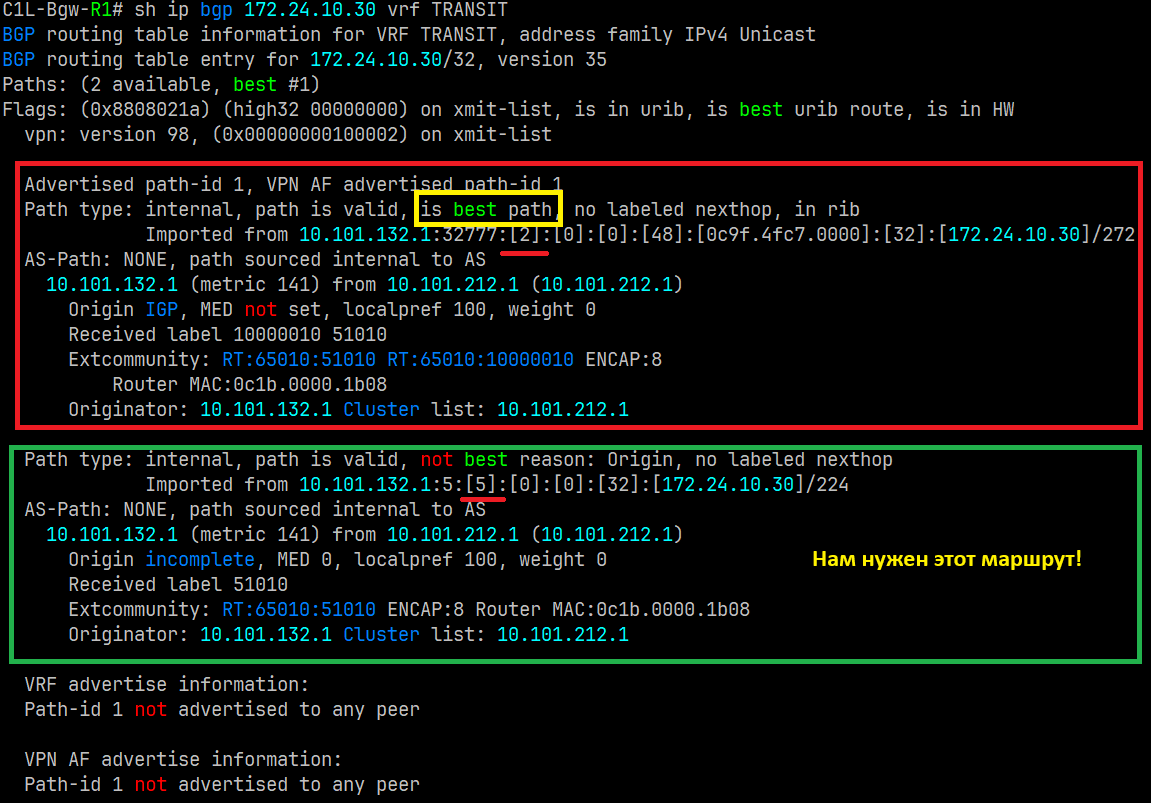 C1L-Bgw-R1# sh ip bgp 172.24.10.30 vrf TRANSIT
BGP routing table information for VRF TRANSIT, address family IPv4 Unicast
BGP routing table entry for 172.24.10.30/32, version 35
Paths: (2 available, best #1)
Flags: (0x8808021a) (high32 00000000) on xmit-list, is in urib, is best urib route, is in HW
vpn: version 98, (0x00000000100002) on xmit-list
Advertised path-id 1, VPN AF advertised path-id 1
Path type: internal, path is valid, is best path, no labeled nexthop, in rib
Imported from 10.101.132.1:32777:[2]:[0]:[0]:[48]:[0c9f.4fc7.0000]:[32]:[172.24.10.30]/272
AS-Path: NONE, path sourced internal to AS
10.101.132.1 (metric 141) from 10.101.212.1 (10.101.212.1)
Origin IGP, MED not set, localpref 100, weight 0
Received label 10000010 51010
Extcommunity: RT:65010:51010 RT:65010:10000010 ENCAP:8
Router MAC:0c1b.0000.1b08
Originator: 10.101.132.1 Cluster list: 10.101.212.1
Path type: internal, path is valid, not best reason: Origin, no labeled nexthop
Imported from 10.101.132.1:5:[5]:[0]:[0]:[32]:[172.24.10.30]/224
AS-Path: NONE, path sourced internal to AS
10.101.132.1 (metric 141) from 10.101.212.1 (10.101.212.1)
Origin incomplete, MED 0, localpref 100, weight 0
Нам нужен этот маршрут!
Received label 51010
Extcommunity: RT:65010:51010 ENCAP:8 Router MAC:0c1b.0000.1b08
Originator: 10.101.132.1 Cluster list: 10.101.212.1
VRF advertise information:
Path-id 1 not advertised to any peer
VPN AF advertise information:
Path-id 1 not advertised to any peer